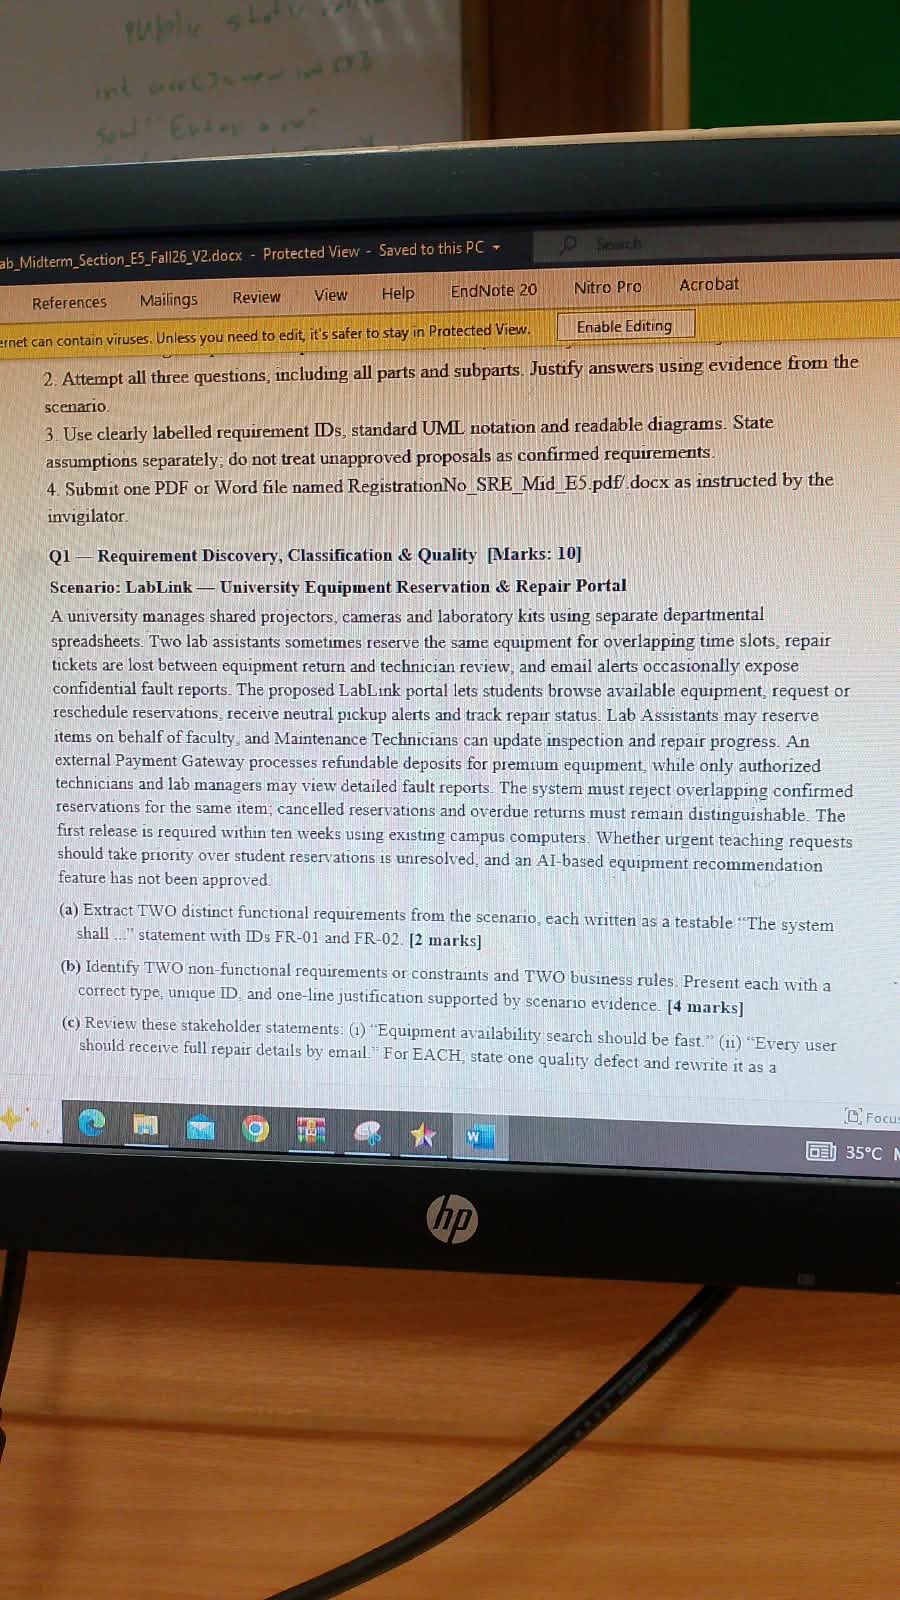 public static
int arr[] = new int [5]
"Enter a no"
ab_Midterm_Section_E5_Fall26_V2.docx - Protected View - Saved to this PC
Search
References Mailings Review View Help EndNote 20 Nitro Pro Acrobat
ernet can contain viruses. Unless you need to edit, it's safer to stay in Protected View. Enable Editing
2. Attempt all three questions, including all parts and subparts. Justify answers using evidence from the
scenario.
3. Use clearly labelled requirement IDs, standard UML notation and readable diagrams. State
assumptions separately; do not treat unapproved proposals as confirmed requirements.
4. Submit one PDF or Word file named RegistrationNo_SRE_Mid_E5.pdf/.docx as instructed by the
invigilator.
Q1 — Requirement Discovery, Classification & Quality [Marks: 10]
Scenario: LabLink — University Equipment Reservation & Repair Portal
A university manages shared projectors, cameras and laboratory kits using separate departmental
spreadsheets. Two lab assistants sometimes reserve the same equipment for overlapping time slots, repair
tickets are lost between equipment return and technician review, and email alerts occasionally expose
confidential fault reports. The proposed LabLink portal lets students browse available equipment, request or
reschedule reservations, receive neutral pickup alerts and track repair status. Lab Assistants may reserve
items on behalf of faculty, and Maintenance Technicians can update inspection and repair progress. An
external Payment Gateway processes refundable deposits for premium equipment, while only authorized
technicians and lab managers may view detailed fault reports. The system must reject overlapping confirmed
reservations for the same item; cancelled reservations and overdue returns must remain distinguishable. The
first release is required within ten weeks using existing campus computers. Whether urgent teaching requests
should take priority over student reservations is unresolved, and an AI-based equipment recommendation
feature has not been approved.
(a) Extract TWO distinct functional requirements from the scenario, each written as a testable "The system
shall ..." statement with IDs FR-01 and FR-02. [2 marks]
(b) Identify TWO non-functional requirements or constraints and TWO business rules. Present each with a
correct type, unique ID, and one-line justification supported by scenario evidence. [4 marks]
(c) Review these stakeholder statements: (i) "Equipment availability search should be fast." (ii) "Every user
should receive full repair details by email." For EACH, state one quality defect and rewrite it as a
Focus
35°C
hp